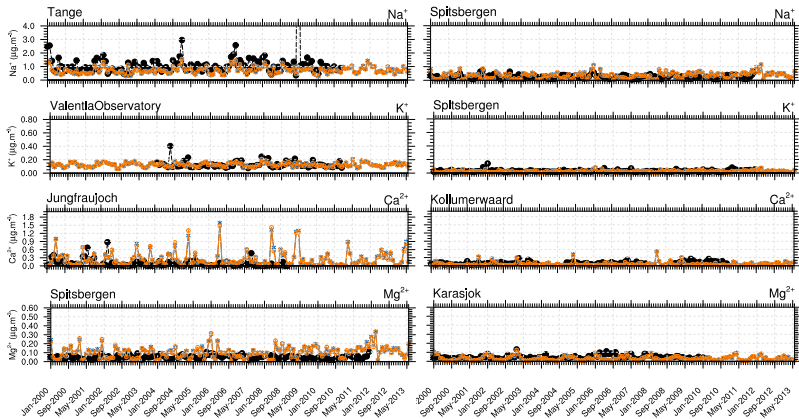 Tange Na⁺ Spitsbergen Na⁺
4.0
3.0
2.0
1.0
0.0
Na⁺ (µg.m⁻³)
ValentiaObservatory K⁺ Spitsbergen K⁺
0.80
0.60
0.40
0.20
0.00
K⁺ (µg.m⁻³)
Jungfraujoch Ca²⁺ Kollumerwaard Ca²⁺
1.8
1.5
1.2
0.9
0.6
0.3
0.0
Ca²⁺ (µg.m⁻³)
Spitsbergen Mg²⁺ Karasjok Mg²⁺
0.60
0.50
0.40
0.30
0.20
0.10
0.00
Mg²⁺ (µg.m⁻³)
Jan.2000 Sep.2000 May.2001 Jan.2002 Sep.2002 May.2003 Jan.2004 Sep.2004 May.2005 Jan.2006 Sep.2006 May.2007 Jan.2008 Sep.2008 May.2009 Jan.2010 Sep.2010 May.2011 Jan.2012 Sep.2012 May.2013
2000 Sep.2000 May.2001 Jan.2002 Sep.2002 May.2003 Jan.2004 Sep.2004 May.2005 Jan.2006 Sep.2006 May.2007 Jan.2008 Sep.2008 May.2009 Jan.2010 Sep.2010 May.2011 Jan.2012 Sep.2012 May.2013